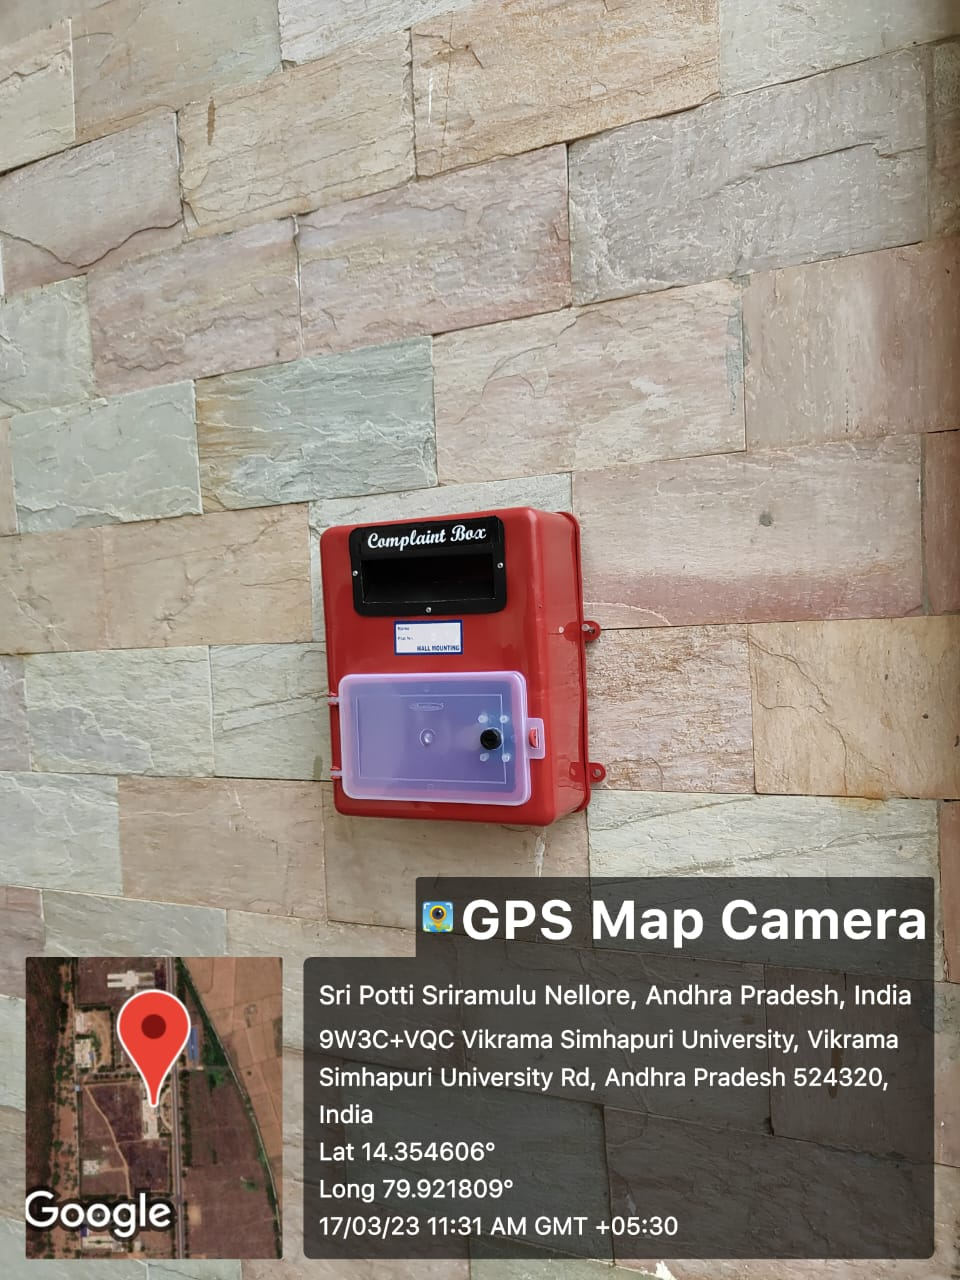 Complaint Box
Name
Flat No.
WALL MOUNTING
GPS Map Camera
Sri Potti Sriramulu Nellore, Andhra Pradesh, India
9W3C+VQC Vikrama Simhapuri University, Vikrama
Simhapuri University Rd, Andhra Pradesh 524320,
India
Lat 14.354606°
Long 79.921809°
17/03/23 11:31 AM GMT +05:30
Google